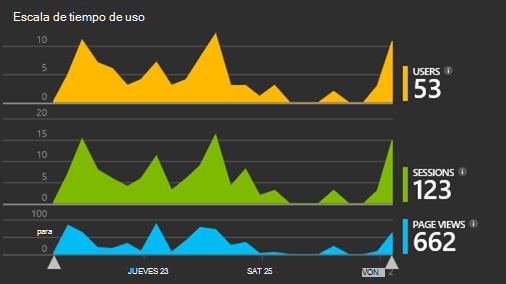 Escala de tiempo de uso
10
5
0
USERS
53
20
15
10
5
0
SESSIONS
123
100
para
0
PAGE VIEWS
662
JUEVES 23
SAT 25
VON